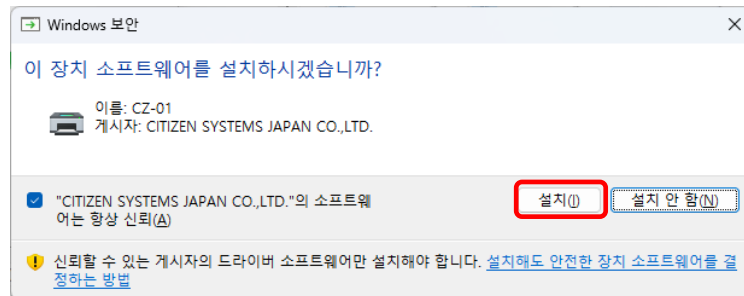 Windows 보안
이 장치 소프트웨어를 설치하시겠습니까?
이름: CZ-01
게시자: CITIZEN SYSTEMS JAPAN CO.,LTD.
"CITIZEN SYSTEMS JAPAN CO.,LTD."의 소프트웨
어는 항상 신뢰(A)
설치(I) 설치 안 함(N)
신뢰할 수 있는 게시자의 드라이버 소프트웨어만 설치해야 합니다. 설치해도 안전한 장치 소프트웨어를 결
정하는 방법